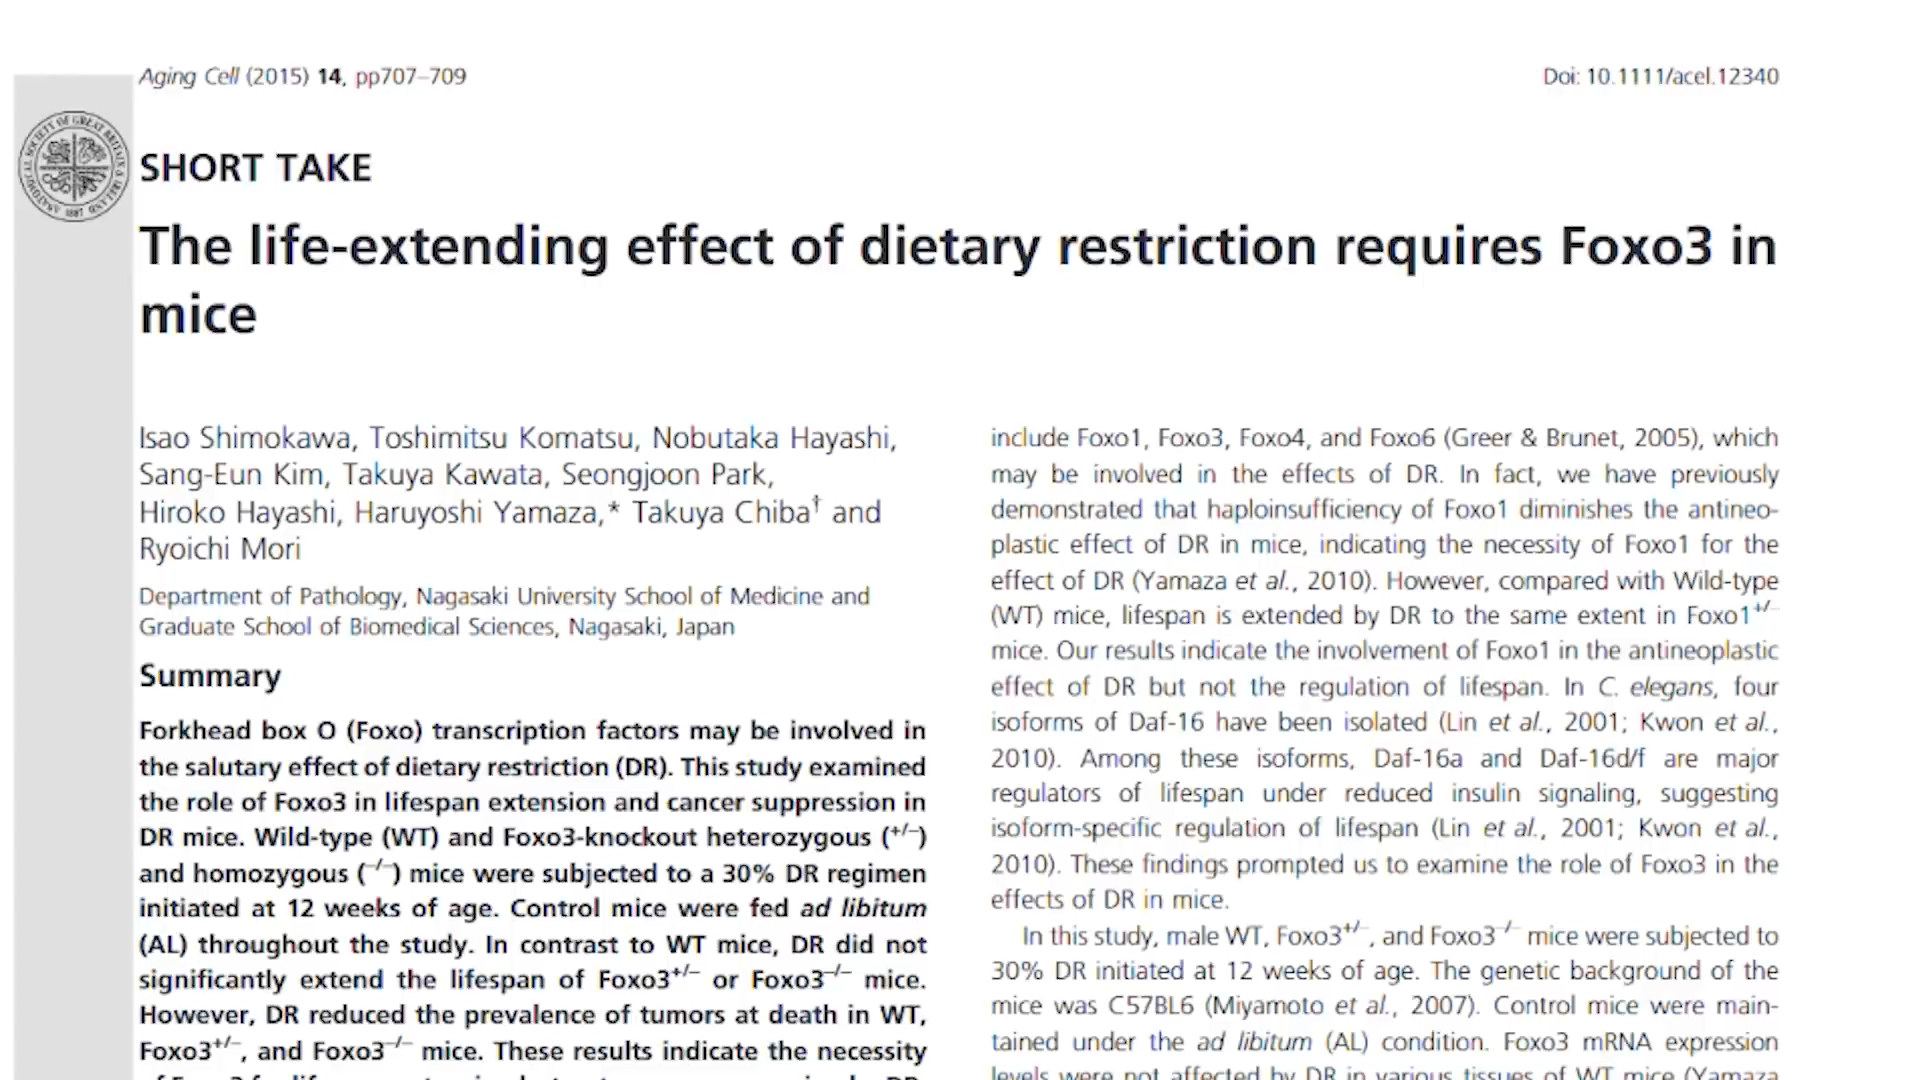 Aging Cell (2015) 14, pp707–709
Doi: 10.1111/acel.12340
SHORT TAKE
The life-extending effect of dietary restriction requires Foxo3 in
mice
Isao Shimokawa, Toshimitsu Komatsu, Nobutaka Hayashi,
Sang-Eun Kim, Takuya Kawata, Seongjoon Park,
Hiroko Hayashi, Haruyoshi Yamaza,* Takuya Chiba† and
Ryoichi Mori
Department of Pathology, Nagasaki University School of Medicine and
Graduate School of Biomedical Sciences, Nagasaki, Japan
Summary
Forkhead box O (Foxo) transcription factors may be involved in
the salutary effect of dietary restriction (DR). This study examined
the role of Foxo3 in lifespan extension and cancer suppression in
DR mice. Wild-type (WT) and Foxo3-knockout heterozygous (+/–)
and homozygous (–/–) mice were subjected to a 30% DR regimen
initiated at 12 weeks of age. Control mice were fed ad libitum
(AL) throughout the study. In contrast to WT mice, DR did not
significantly extend the lifespan of Foxo3+/– or Foxo3–/– mice.
However, DR reduced the prevalence of tumors at death in WT,
Foxo3+/–, and Foxo3–/– mice. These results indicate the necessity
include Foxo1, Foxo3, Foxo4, and Foxo6 (Greer & Brunet, 2005), which
may be involved in the effects of DR. In fact, we have previously
demonstrated that haploinsufficiency of Foxo1 diminishes the antineo-
plastic effect of DR in mice, indicating the necessity of Foxo1 for the
effect of DR (Yamaza et al., 2010). However, compared with Wild-type
(WT) mice, lifespan is extended by DR to the same extent in Foxo1+/–
mice. Our results indicate the involvement of Foxo1 in the antineoplastic
effect of DR but not the regulation of lifespan. In C. elegans, four
isoforms of Daf-16 have been isolated (Lin et al., 2001; Kwon et al.,
2010). Among these isoforms, Daf-16a and Daf-16d/f are major
regulators of lifespan under reduced insulin signaling, suggesting
isoform-specific regulation of lifespan (Lin et al., 2001; Kwon et al.,
2010). These findings prompted us to examine the role of Foxo3 in the
effects of DR in mice.
In this study, male WT, Foxo3+/–, and Foxo3–/– mice were subjected to
30% DR initiated at 12 weeks of age. The genetic background of the
mice was C57BL6 (Miyamoto et al., 2007). Control mice were main-
tained under the ad libitum (AL) condition. Foxo3 mRNA expression
levels were not affected by DR in various tissues of WT mice (Yamaza